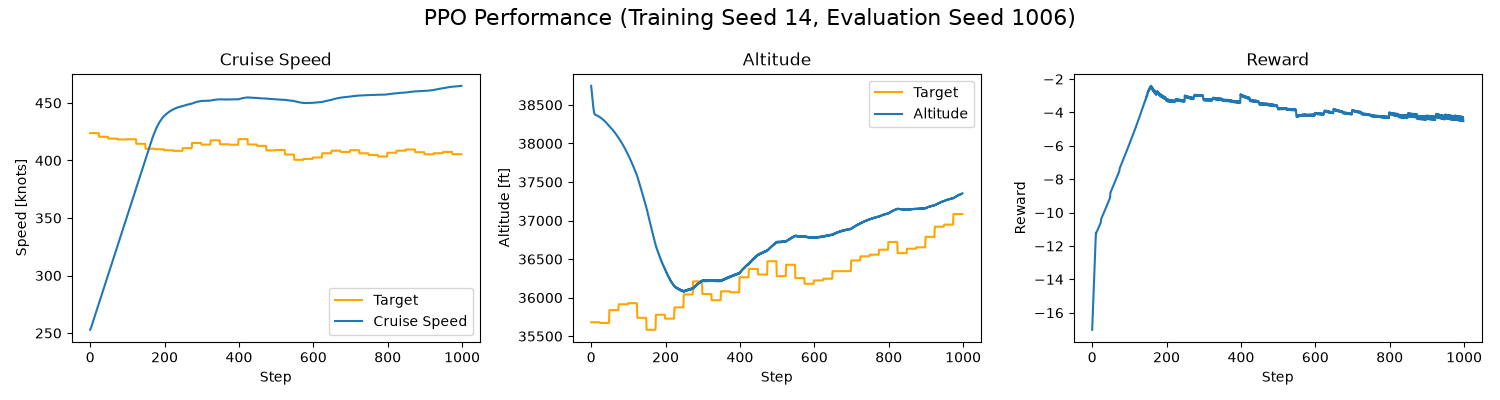 PPO Performance (Training Seed 14, Evaluation Seed 1006)
Cruise Speed
Speed [knots]
450
400
350
300
250
0 200 400 600 800 1000
Step
Target
Cruise Speed
Altitude
Altitude [ft]
38500
38000
37500
37000
36500
36000
35500
0 200 400 600 800 1000
Step
Target
Altitude
Reward
Reward
−2
−4
−6
−8
−10
−12
−14
−16
0 200 400 600 800 1000
Step